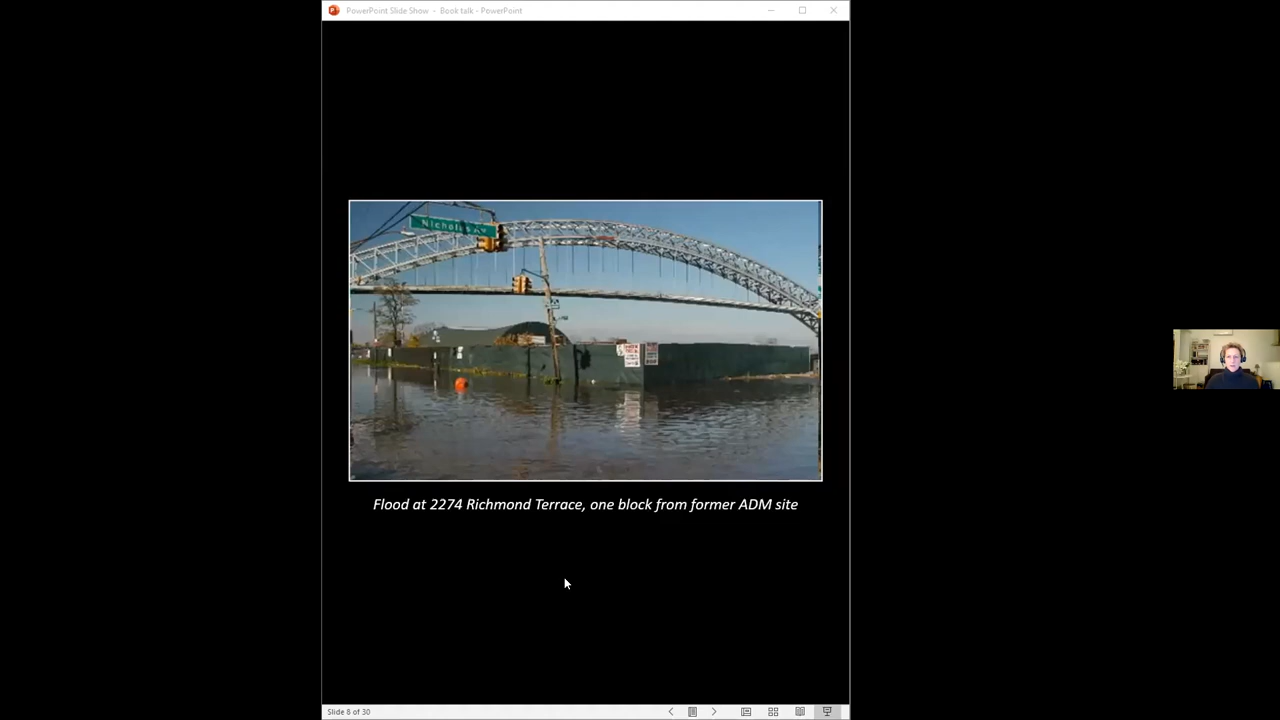 PowerPoint Slide Show - Book talk - PowerPoint
Nicholas Av
Flood at 2274 Richmond Terrace, one block from former ADM site
Slide 8 of 30